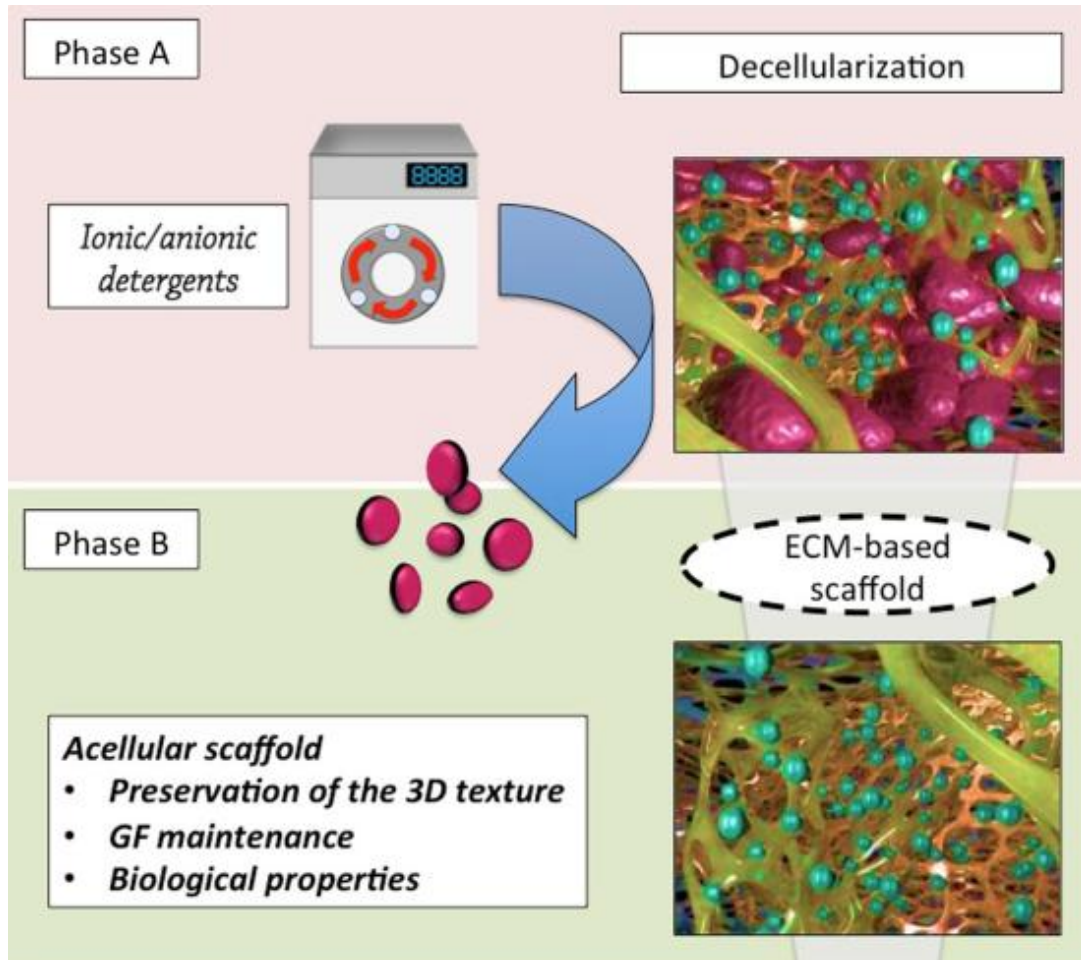 Phase A
Decellularization
8888
Ionic/anionic
detergents
Phase B
ECM-based
scaffold
Acellular scaffold
• Preservation of the 3D texture
• GF maintenance
• Biological properties